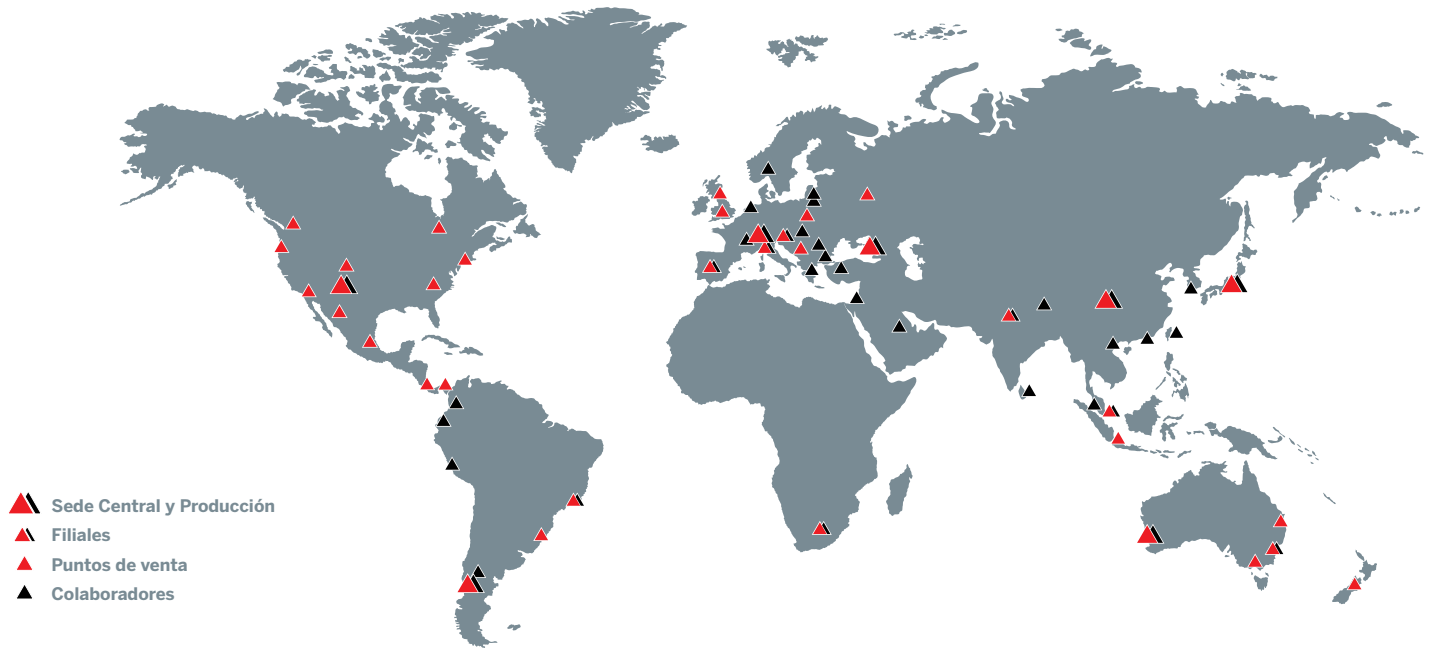 Sede Central y Producción
Filiales
Puntos de venta
Colaboradores